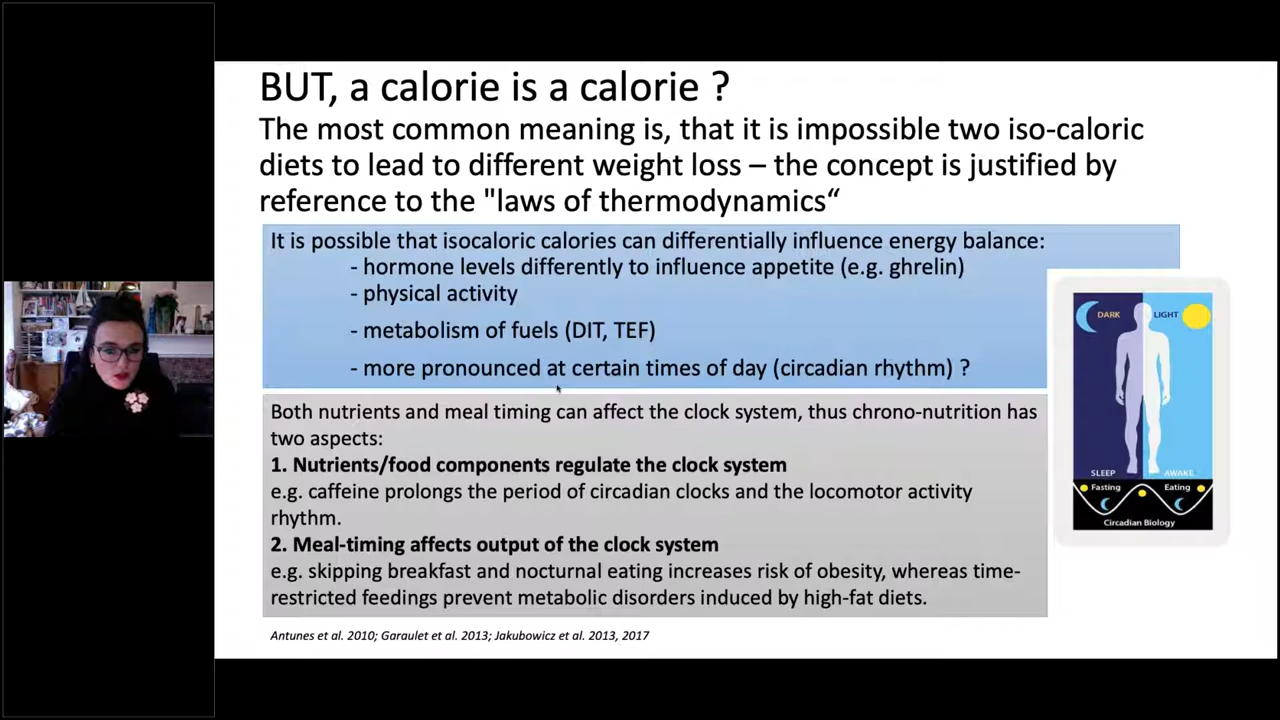 BUT, a calorie is a calorie ?
The most common meaning is, that it is impossible two iso-caloric
diets to lead to different weight loss – the concept is justified by
reference to the "laws of thermodynamics“
It is possible that isocaloric calories can differentially influence energy balance:
- hormone levels differently to influence appetite (e.g. ghrelin)
- physical activity
- metabolism of fuels (DIT, TEF)
- more pronounced at certain times of day (circadian rhythm) ?
Both nutrients and meal timing can affect the clock system, thus chrono-nutrition has
two aspects:
1. Nutrients/food components regulate the clock system
e.g. caffeine prolongs the period of circadian clocks and the locomotor activity
rhythm.
2. Meal-timing affects output of the clock system
e.g. skipping breakfast and nocturnal eating increases risk of obesity, whereas time-
restricted feedings prevent metabolic disorders induced by high-fat diets.
Antunes et al. 2010; Garaulet et al. 2013; Jakubowicz et al. 2013, 2017
DARK LIGHT
SLEEP AWAKE
Fasting Eating
Circadian Biology